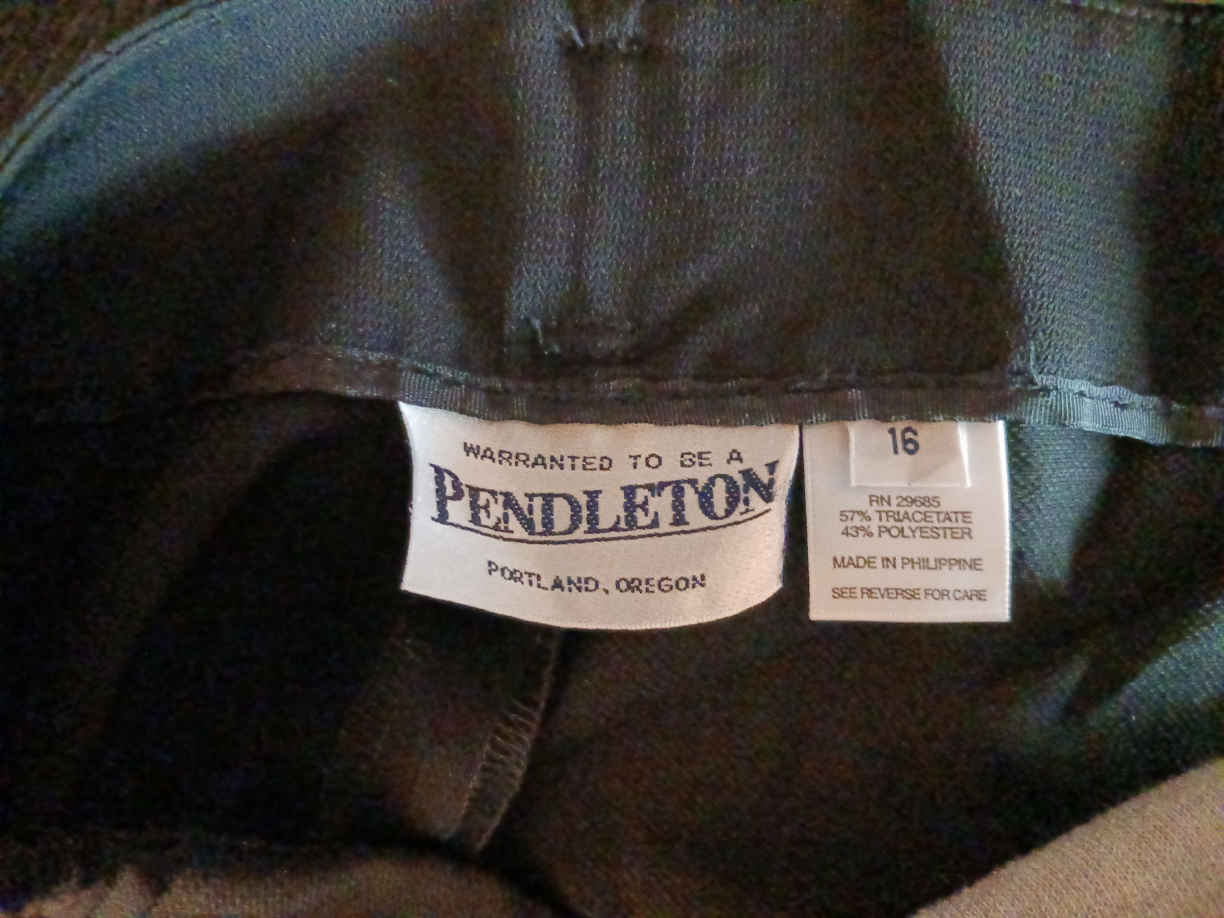 WARRANTED TO BE A
PENDLETON
PORTLAND, OREGON
16
RN 29685
57% TRIACETATE
43% POLYESTER
MADE IN PHILIPPINE
SEE REVERSE FOR CARE